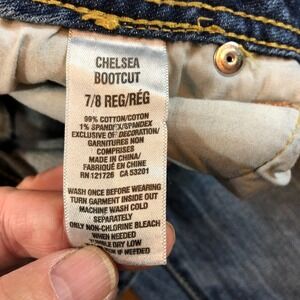 CHELSEA
BOOTCUT
7/8 REG/RÉG
99% COTTON/COTON
1% SPANDEX/SPANDEX
EXCLUSIVE OF DECORATION/
GARNITURES NON
COMPRISES
MADE IN CHINA/
FABRIQUÉ EN CHINE
RN 121726 CA 53201
WASH ONCE BEFORE WEARING
TURN GARMENT INSIDE OUT
MACHINE WASH COLD
SEPARATELY
ONLY NON-CHLORINE BLEACH
WHEN NEEDED
TUMBLE DRY LOW
IF NEEDED